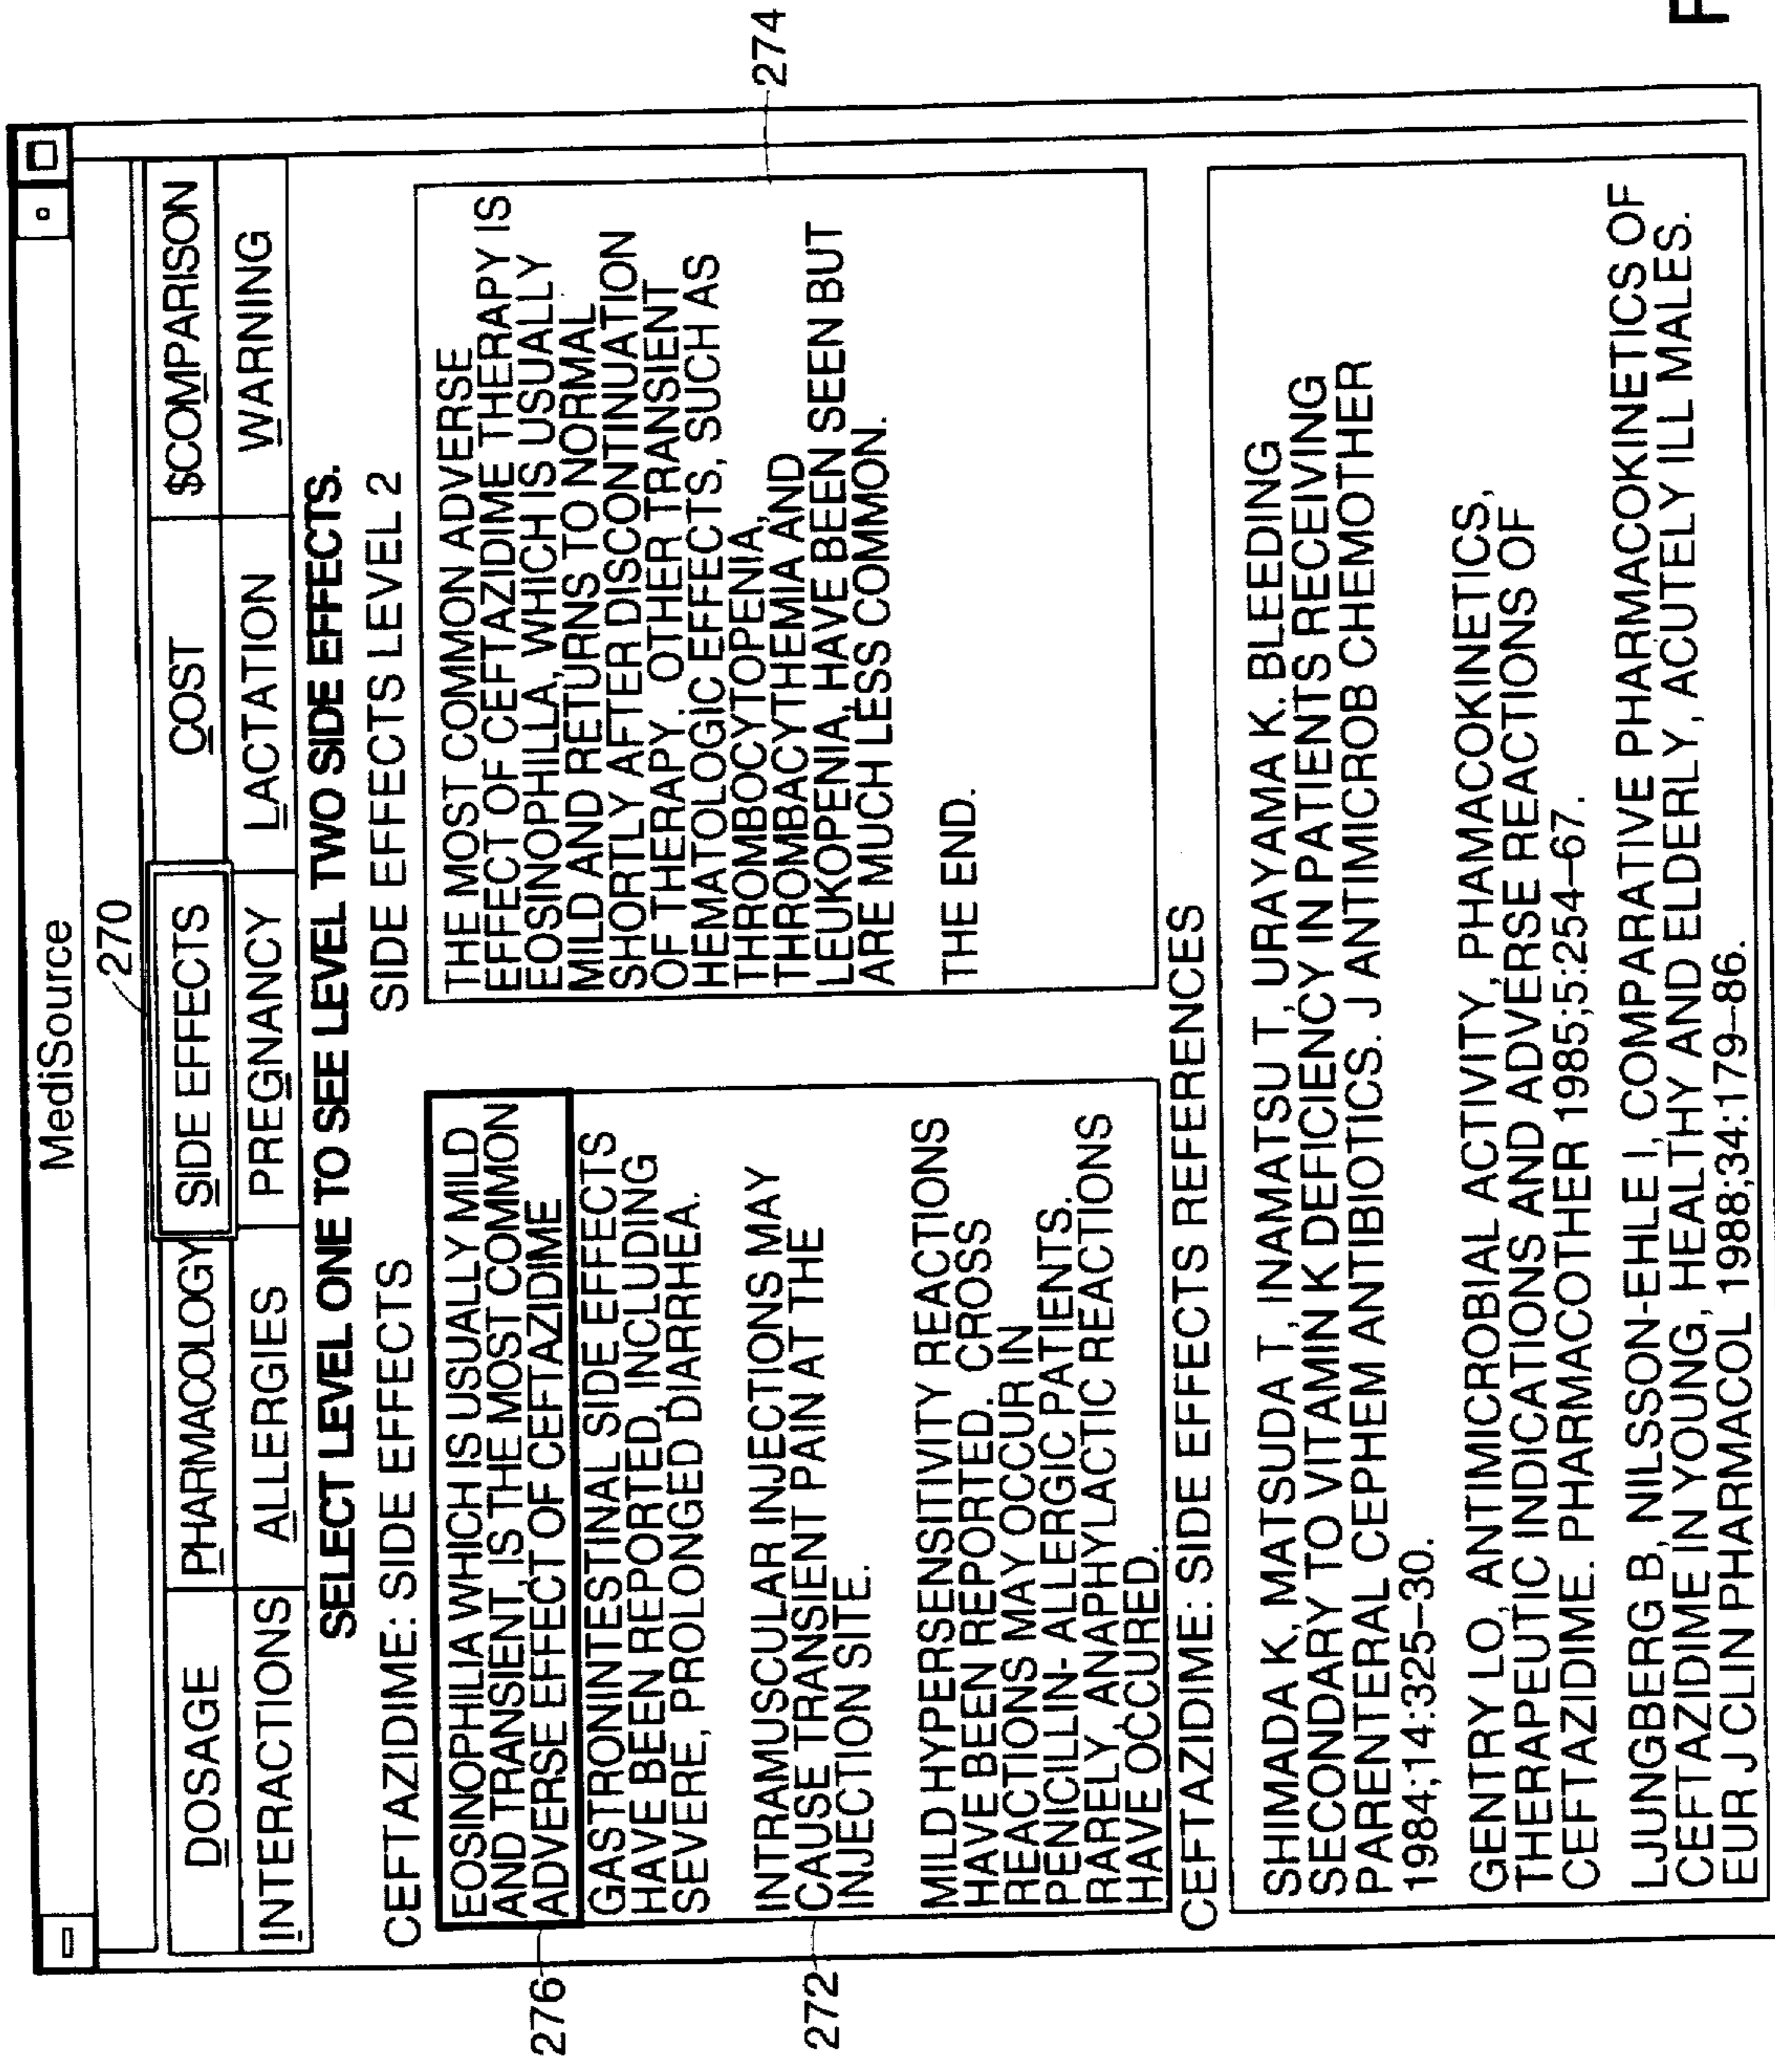 MediSource
270
DOSAGE
PHARMACOLOGY
SIDE EFFECTS
COST
$COMPARISON
INTERACTIONS
ALLERGIES
PREGNANCY
LACTATION
WARNING
SELECT LEVEL ONE TO SEE LEVEL TWO SIDE EFFECTS.
CEFTAZIDIME: SIDE EFFECTS
276
EOSINOPHILIA WHICH IS USUALLY MILD
AND TRANSIENT, IS THE MOST COMMON
ADVERSE EFFECT OF CEFTAZIDIME
GASTRONINTESTINAL SIDE EFFECTS
HAVE BEEN REPORTED, INCLUDING
SEVERE, PROLONGED DIARRHEA.
272
INTRAMUSCULAR INJECTIONS MAY
CAUSE TRANSIENT PAIN AT THE
INJECTION SITE.
MILD HYPERSENSITIVITY REACTIONS
HAVE BEEN REPORTED. CROSS
REACTIONS MAY OCCUR IN
PENICILLIN- ALLERGIC PATIENTS.
RARELY, ANAPHYLACTIC REACTIONS
HAVE OCCURED.
SIDE EFFECTS LEVEL 2
THE MOST COMMON ADVERSE
EFFECT OF CEFTAZIDIME THERAPY IS
EOSINOPHILLA, WHICH IS USUALLY
MILD AND RETURNS TO NORMAL
SHORTLY AFTER DISCONTINUATION
OF THERAPY. OTHER TRANSIENT
HEMATOLOGIC EFFECTS, SUCH AS
THROMBOCYTOPENIA,
THROMBACYTHEMIA AND
LEUKOPENIA, HAVE BEEN SEEN BUT
ARE MUCH LESS COMMON.
THE END.
274
CEFTAZIDIME: SIDE EFFECTS REFERENCES
SHIMADA K, MATSUDA T, INAMATSU T, URAYAMA K. BLEEDING
SECONDARY TO VITAMIN K DEFICIENCY IN PATIENTS RECEIVING
PARENTERAL CEPHEM ANTIBIOTICS. J ANTIMICROB CHEMOTHER
1984;14:325–30.
GENTRY LO, ANTIMICROBIAL ACTIVITY, PHAMACOKINETICS,
THERAPEUTIC INDICATIONS AND ADVERSE REACTIONS OF
CEFTAZIDIME. PHARMACOTHER 1985;5:254–67.
LJUNGBERG B, NILSSON-EHLE I, COMPARATIVE PHARMACOKINETICS OF
CEFTAZIDIME IN YOUNG, HEALTHY AND ELDDERLY, ACUTELY ILL MALES.
EUR J CLIN PHARMACOL 1988;34:179–86.